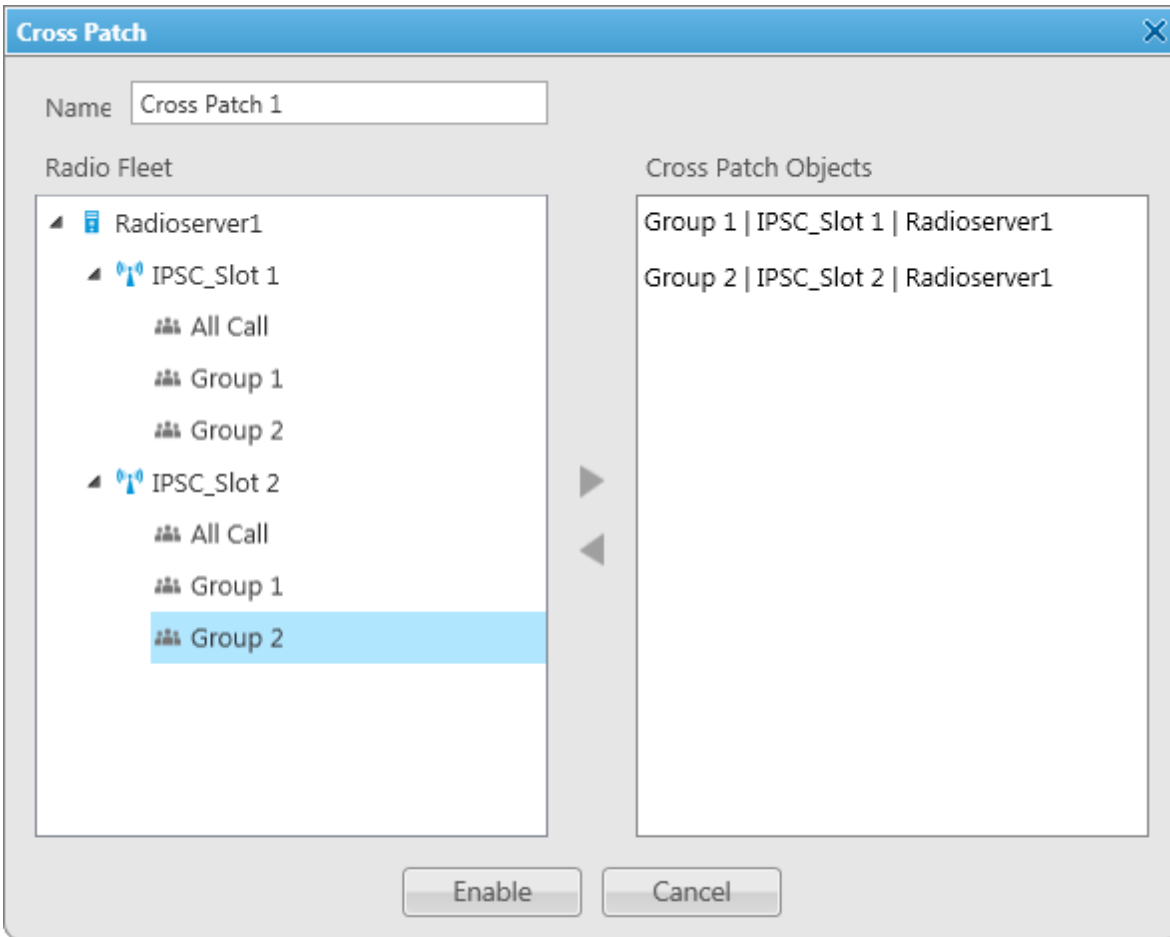 Cross Patch
Name Cross Patch 1
Radio Fleet
Radioserver1
IPSC_Slot 1
All Call
Group 1
Group 2
IPSC_Slot 2
All Call
Group 1
Group 2
Cross Patch Objects
Group 1 | IPSC_Slot 1 | Radioserver1
Group 2 | IPSC_Slot 2 | Radioserver1
Enable
Cancel